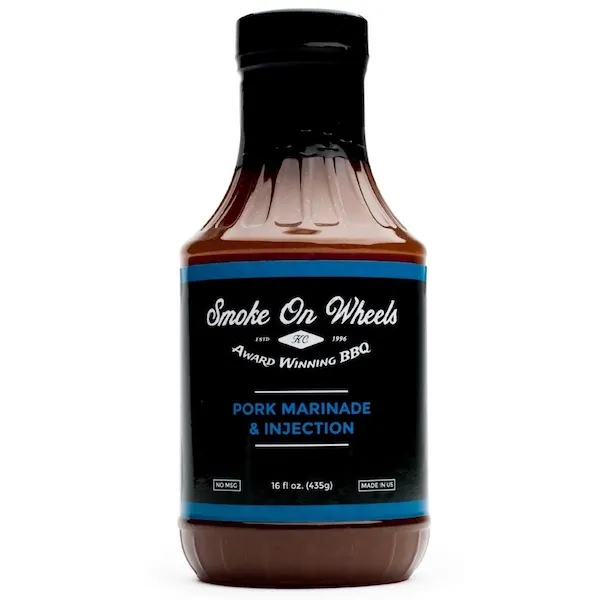 Smoke On Wheels
ESTD KC 1996
AWARD WINNING BBQ
PORK MARINADE
& INJECTION
NO MSG 16 fl oz. (435g) MADE IN US